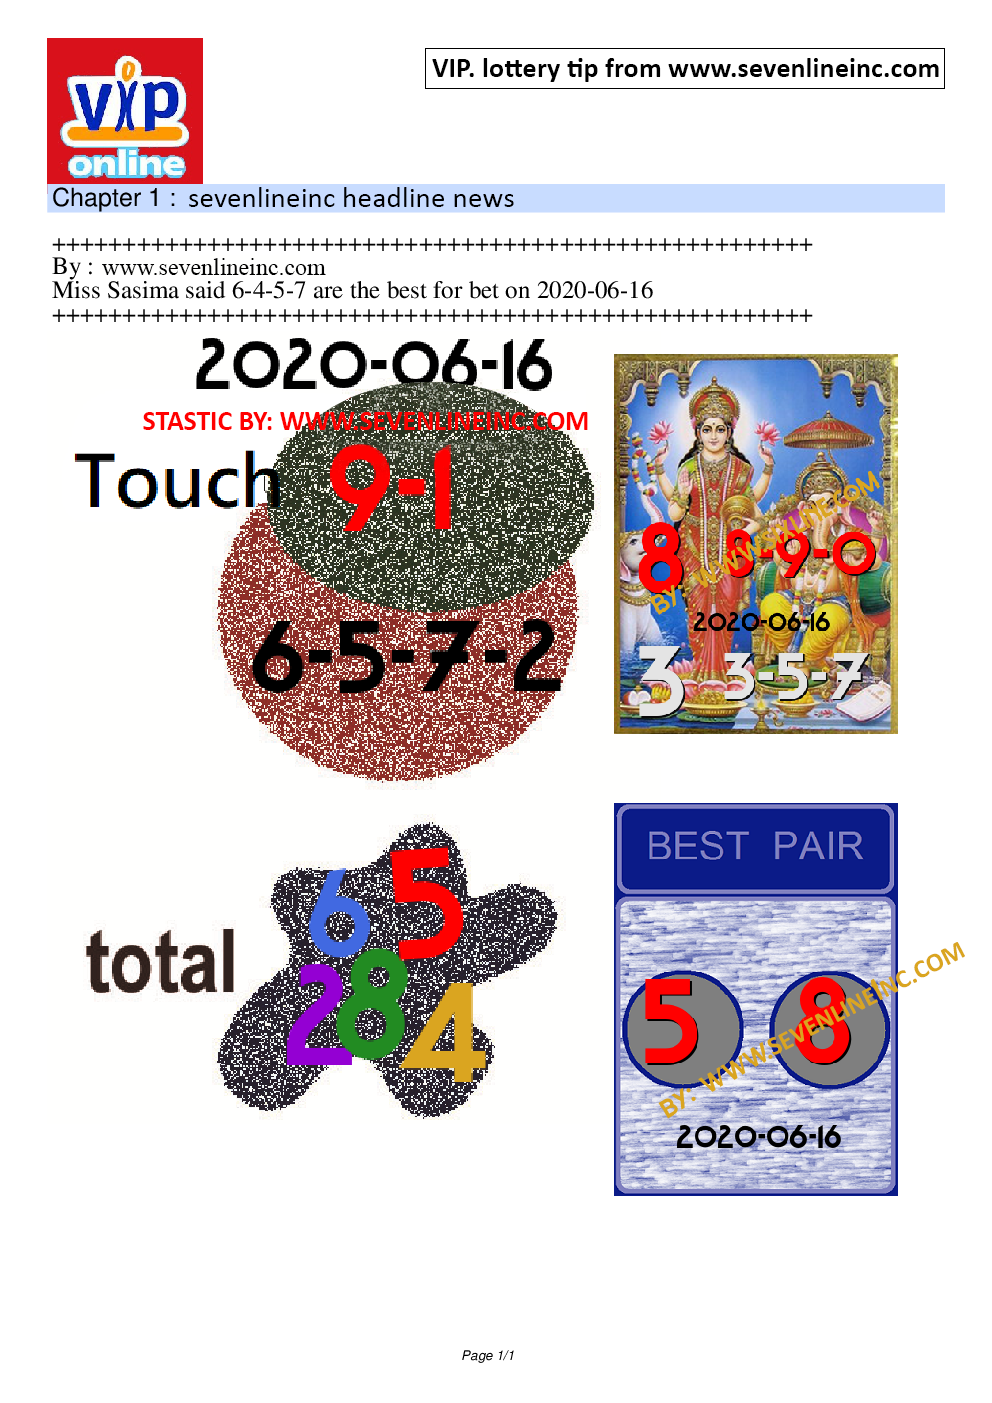 vip
online
VIP. lottery tip from www.sevenlineinc.com
Chapter 1 : sevenlineinc headline news
++++++++++++++++++++++++++++++++++++++++++++++++++++++
By : www.sevenlineinc.com
Miss Sasima said 6-4-5-7 are the best for bet on 2020-06-16
++++++++++++++++++++++++++++++++++++++++++++++++++++++
2020-06-16
STASTIC BY: WWW.SEVENLINEINC.COM
Touch 9-1
6-5-7-2
8 8-9-0
BY: WWW.SIXLINE.COM
2020-06-16
3 3-5-7
total
6 5
2 8 4
BEST PAIR
5 8
BY: WWW.SEVENLINEINC.COM
2020-06-16
Page 1/1